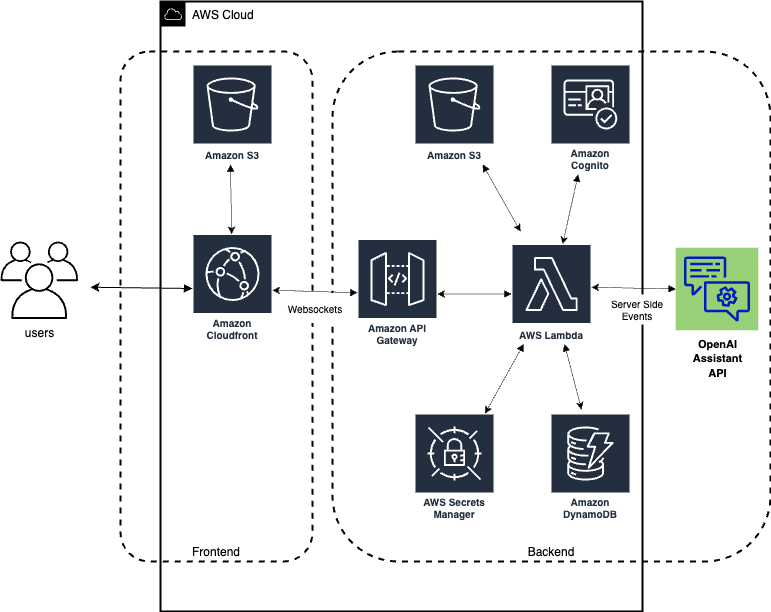 AWS Cloud
Amazon S3
Amazon S3
Amazon
Cognito
users
Amazon
Cloudfront
Websockets
Amazon API
Gateway
AWS Lambda
Server Side
Events
OpenAI
Assistant
API
AWS Secrets
Manager
Amazon
DynamoDB
Frontend
Backend